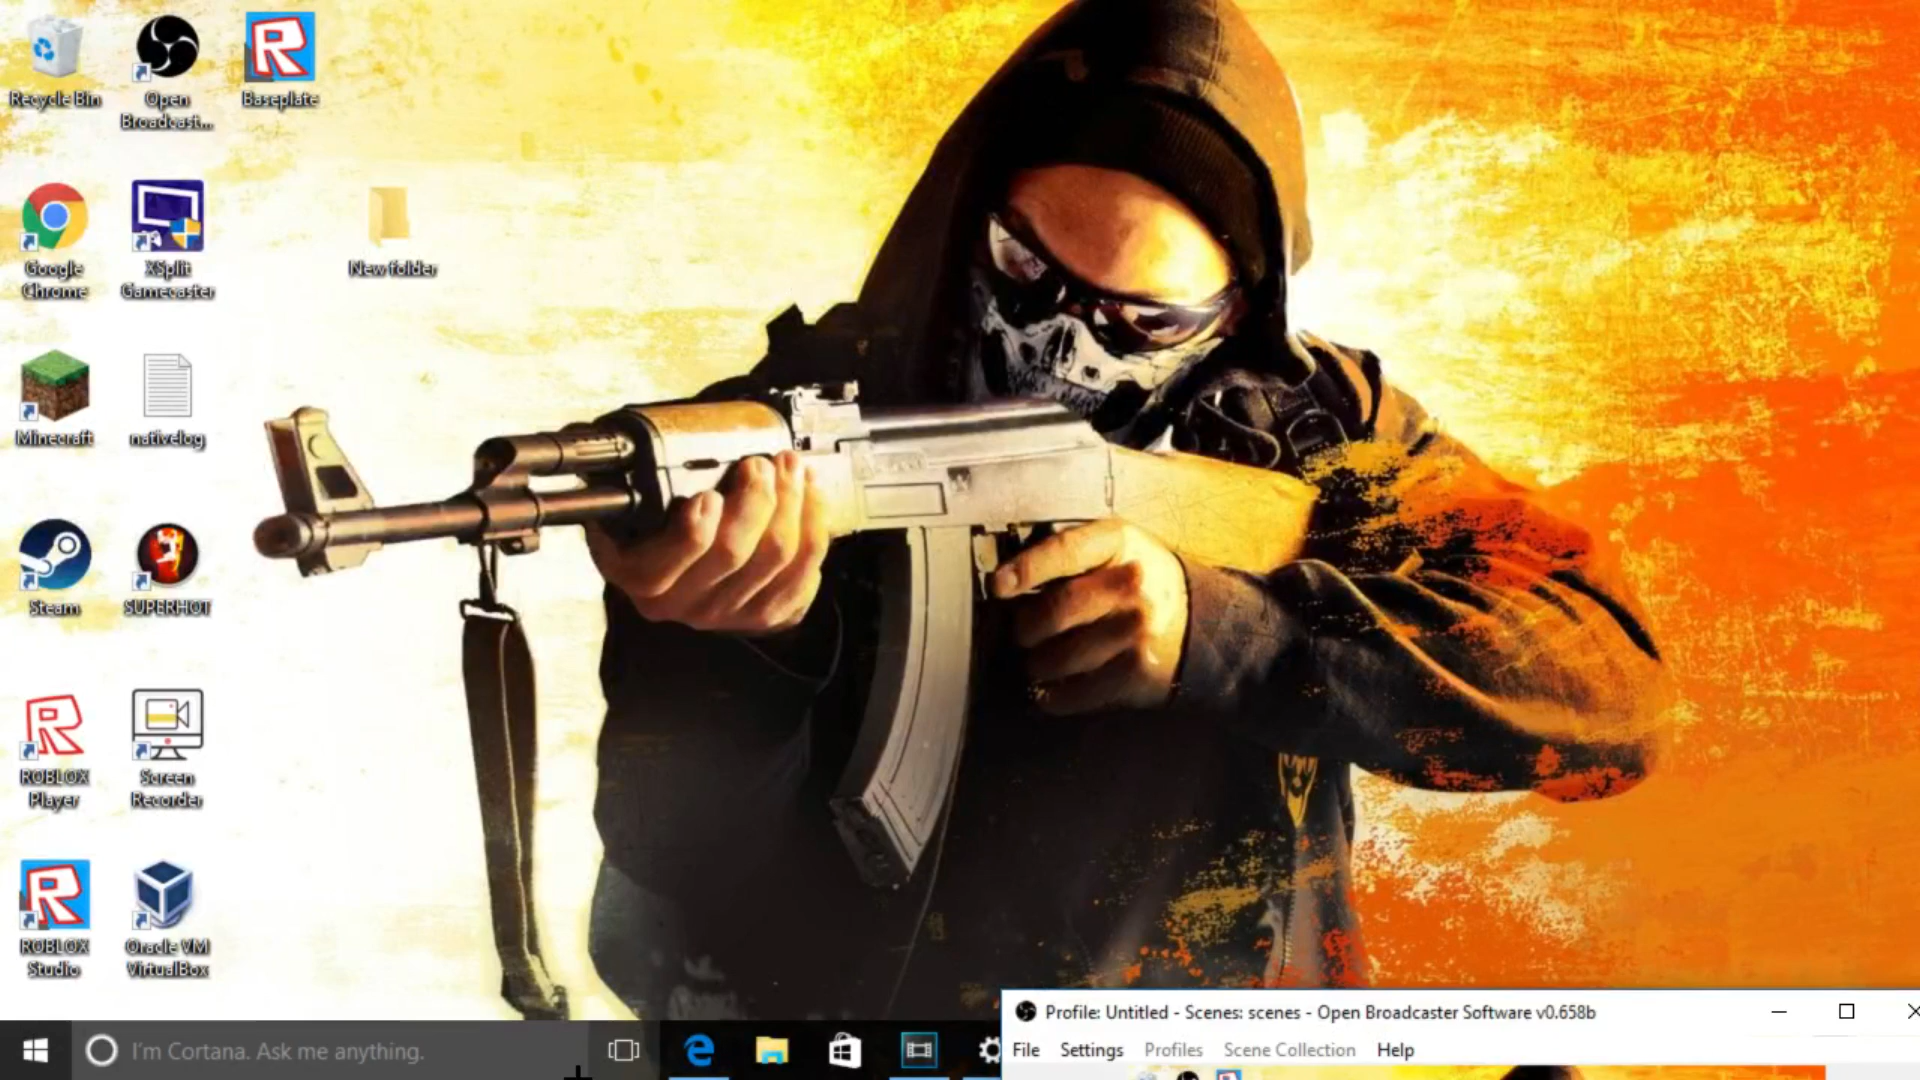 Recycle Bin
Open
Broadcast...
Baseplate
Google
Chrome
XSplit
Gamecaster
New folder
Minecraft
nativelog
Steam
SUPERHOT
ROBLOX
Player
Screen
Recorder
ROBLOX
Studio
Oracle VM
VirtualBox
Profile: Untitled - Scenes: scenes - Open Broadcaster Software v0.658b
File Settings Profiles Scene Collection Help
I'm Cortana. Ask me anything.